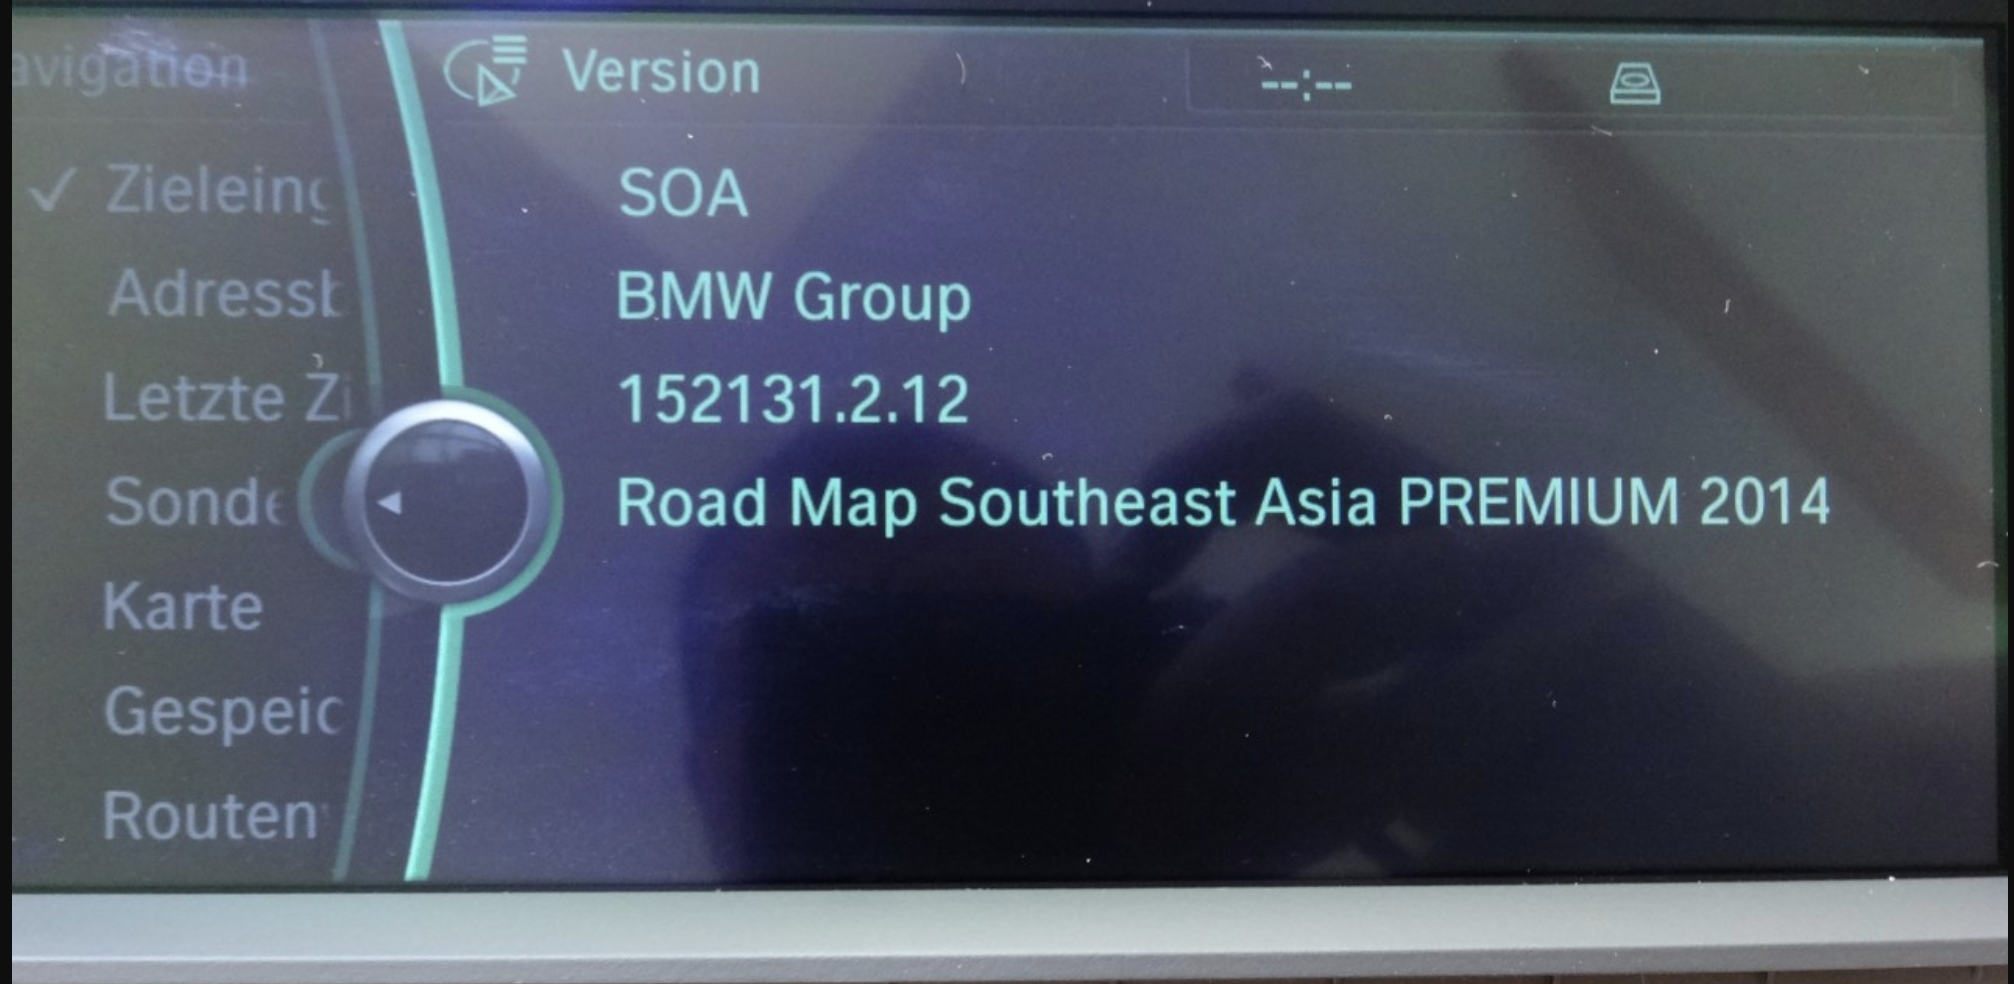 avigation
Version
--:--
✓ Zieleing
Adressb
Letzte Zi
Sonde
Karte
Gespeic
Routen
SOA
BMW Group
152131.2.12
Road Map Southeast Asia PREMIUM 2014